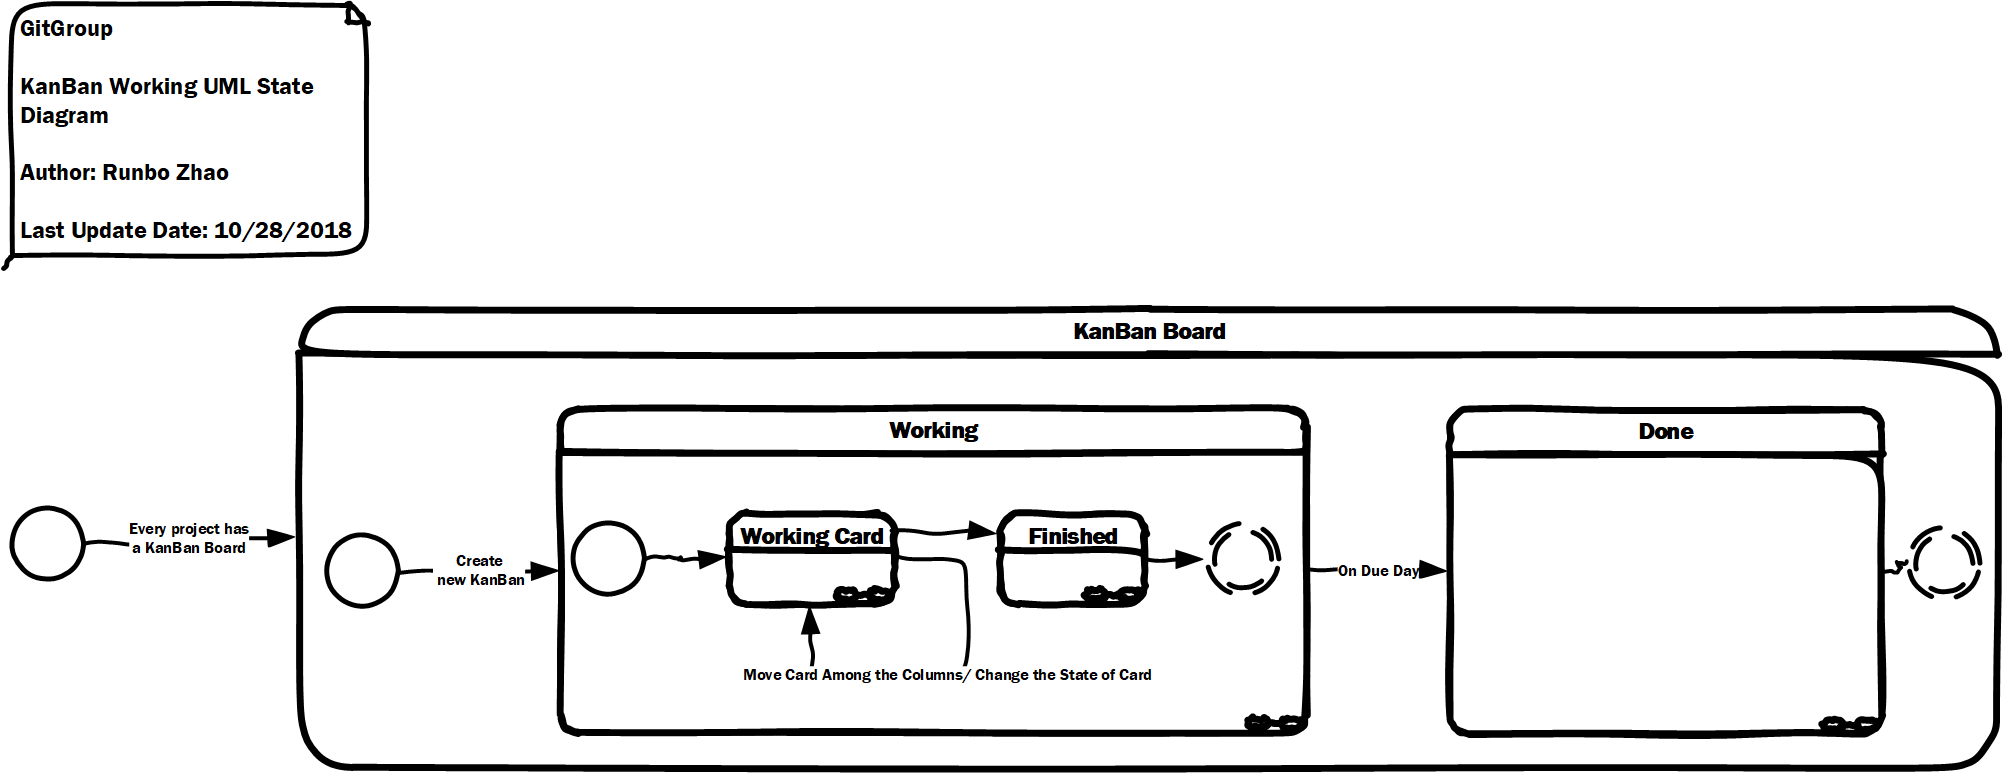 GitGroup
KanBan Working UML State
Diagram
Author: Runbo Zhao
Last Update Date: 10/28/2018
KanBan Board
Working
Done
Every project has
a KanBan Board
Create
new KanBan
Working Card
Finished
On Due Day
Move Card Among the Columns/ Change the State of Card